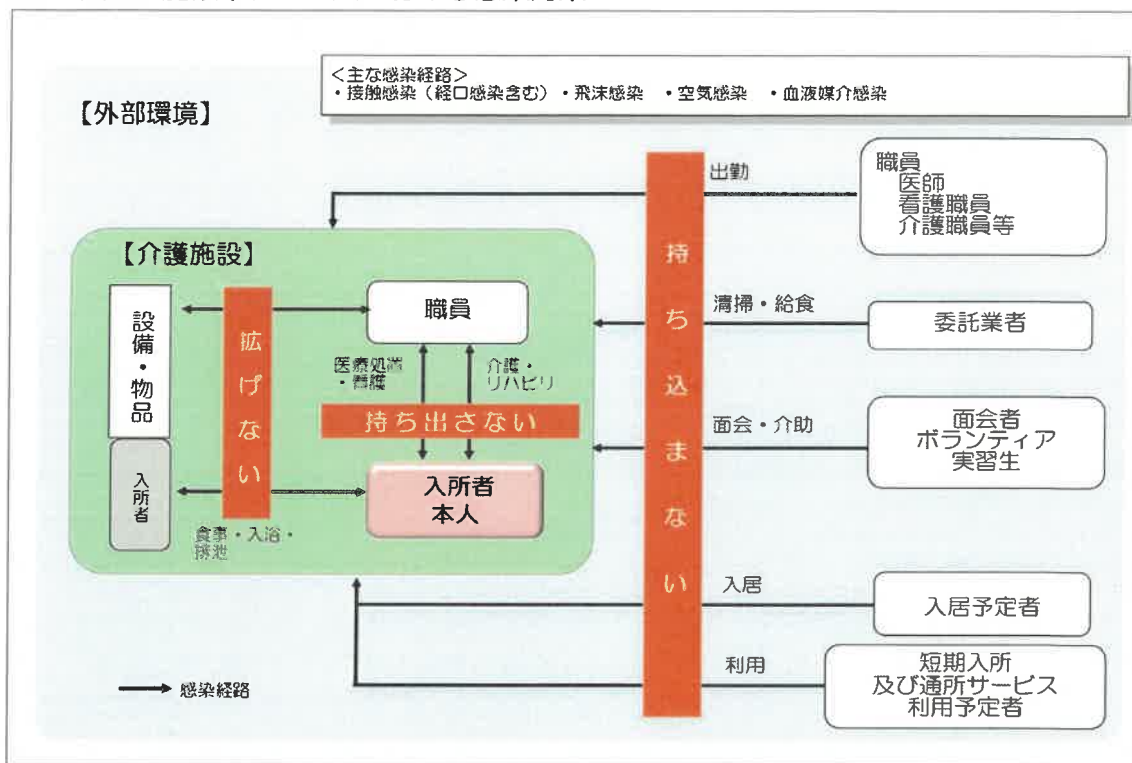 <主な感染経路>
・接触感染（経口感染含む）・飛沫感染　・空気感染　・血液媒介感染
【外部環境】
出勤
職員
医師
看護職員
介護職員等
【介護施設】
持ち込まない
設備・物品
拡げない
職員
清掃・給食
委託業者
医療処置
・看護
介護・
リハビリ
持ち出さない
面会・介助
面会者
ボランティア
実習生
入所者
入所者
本人
食事・入浴・
排泄
入居
入居予定者
利用
短期入所
及び通所サービス
利用予定者
感染経路